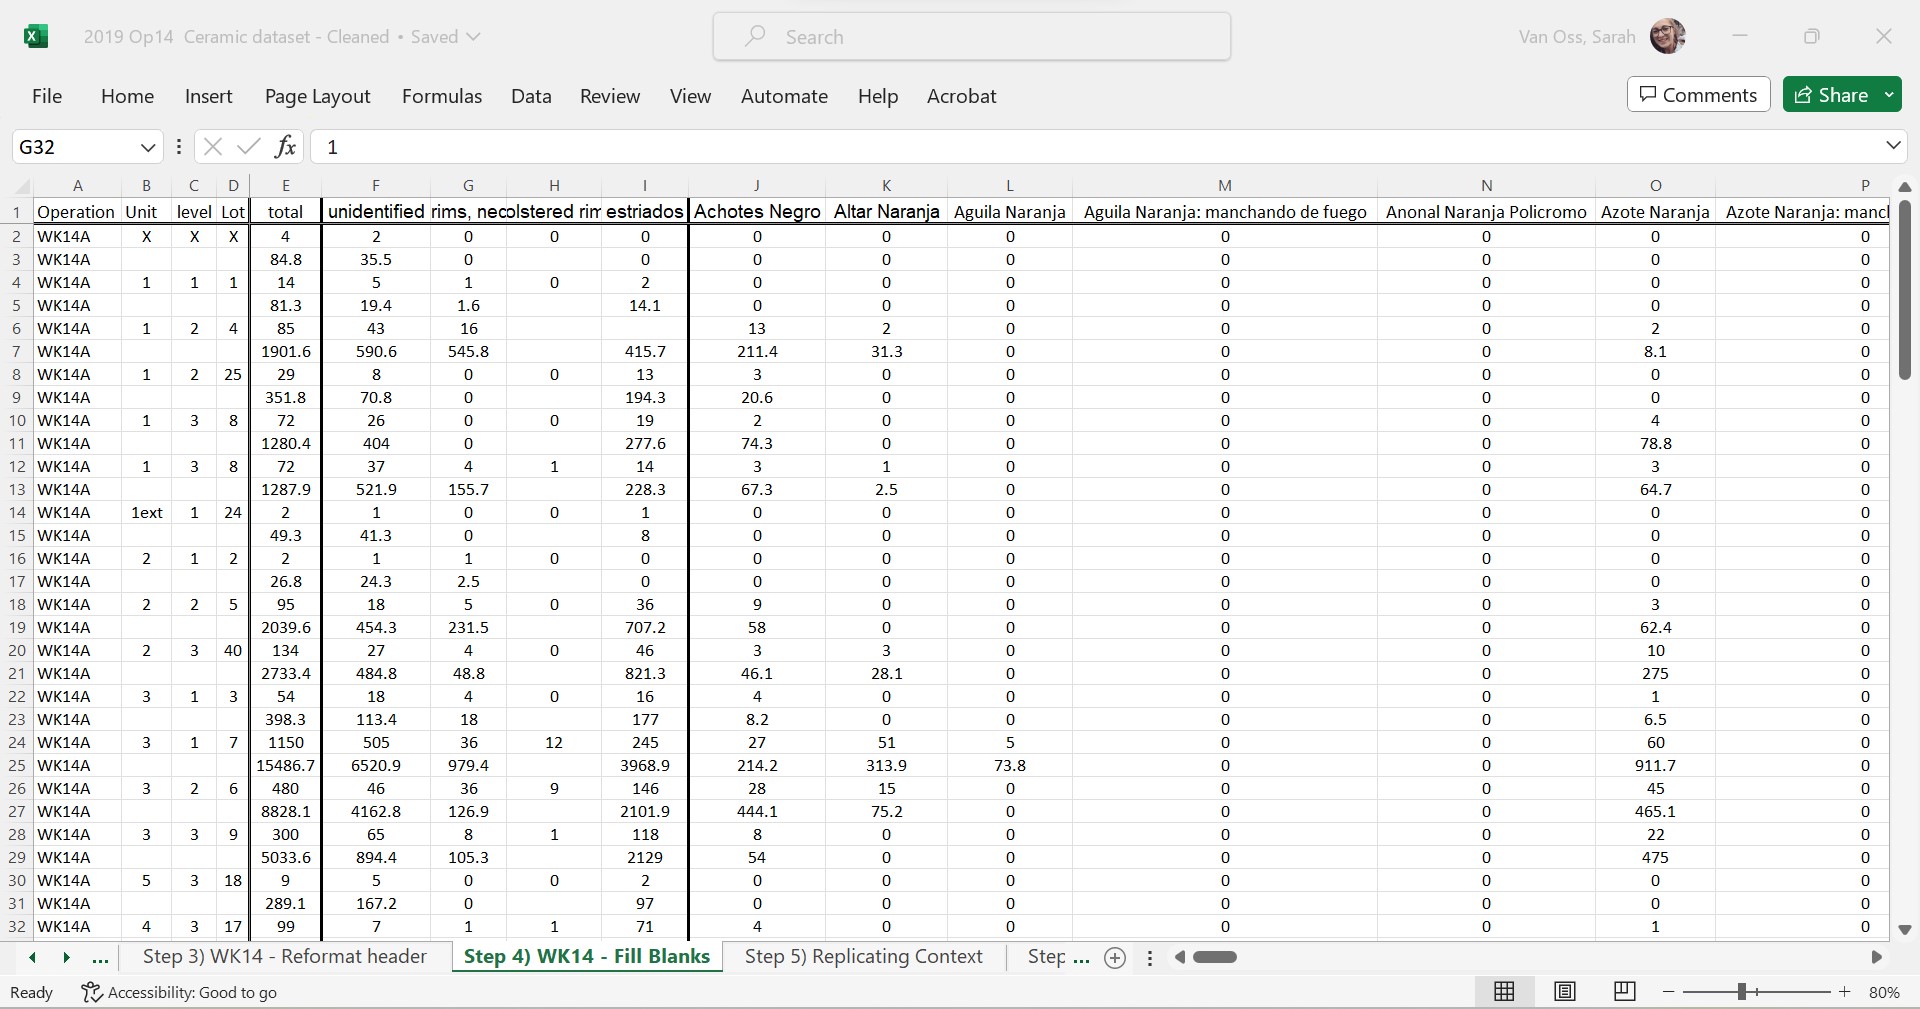 2019 Op14 Ceramic dataset - Cleaned • Saved
Search
Van Oss, Sarah
File Home Insert Page Layout Formulas Data Review View Automate Help Acrobat
Comments Share
G32 fx 1
A B C D E F G H I J K L M N O P
1 Operation Unit level Lot total unidentified rims, nec olstered rim estriados Achotes Negro Altar Naranja Aguila Naranja Aguila Naranja: manchando de fuego Anonal Naranja Policromo Azote Naranja Azote Naranja: mancl
2 WK14A X X X 4 2 0 0 0 0 0 0 0 0 0 0
3 WK14A 84.8 35.5 0 0 0 0 0 0 0 0 0
4 WK14A 1 1 1 14 5 1 0 2 0 0 0 0 0 0 0
5 WK14A 81.3 19.4 1.6 14.1 0 0 0 0 0 0 0
6 WK14A 1 2 4 85 43 16 13 2 0 0 0 2 0
7 WK14A 1901.6 590.6 545.8 415.7 211.4 31.3 0 0 0 8.1 0
8 WK14A 1 2 25 29 8 0 0 13 3 0 0 0 0 0 0
9 WK14A 351.8 70.8 0 194.3 20.6 0 0 0 0 0 0
10 WK14A 1 3 8 72 26 0 0 19 2 0 0 0 0 4 0
11 WK14A 1280.4 404 0 277.6 74.3 0 0 0 0 78.8 0
12 WK14A 1 3 8 72 37 4 1 14 3 1 0 0 0 3 0
13 WK14A 1287.9 521.9 155.7 228.3 67.3 2.5 0 0 0 64.7 0
14 WK14A 1ext 1 24 2 1 0 0 1 0 0 0 0 0 0 0
15 WK14A 49.3 41.3 0 8 0 0 0 0 0 0 0
16 WK14A 2 1 2 2 1 1 0 0 0 0 0 0 0 0 0
17 WK14A 26.8 24.3 2.5 0 0 0 0 0 0 0 0
18 WK14A 2 2 5 95 18 5 0 36 9 0 0 0 0 3 0
19 WK14A 2039.6 454.3 231.5 707.2 58 0 0 0 0 62.4 0
20 WK14A 2 3 40 134 27 4 0 46 3 3 0 0 0 10 0
21 WK14A 2733.4 484.8 48.8 821.3 46.1 28.1 0 0 0 275 0
22 WK14A 3 1 3 54 18 4 0 16 4 0 0 0 0 1 0
23 WK14A 398.3 113.4 18 177 8.2 0 0 0 0 6.5 0
24 WK14A 3 1 7 1150 505 36 12 245 27 51 5 0 0 60 0
25 WK14A 15486.7 6520.9 979.4 3968.9 214.2 313.9 73.8 0 0 911.7 0
26 WK14A 3 2 6 480 46 36 9 146 28 15 0 0 0 45 0
27 WK14A 8828.1 4162.8 126.9 2101.9 444.1 75.2 0 0 0 465.1 0
28 WK14A 3 3 9 300 65 8 1 118 8 0 0 0 0 22 0
29 WK14A 5033.6 894.4 105.3 2129 54 0 0 0 0 475 0
30 WK14A 5 3 18 9 5 0 0 2 0 0 0 0 0 0 0
31 WK14A 289.1 167.2 0 97 0 0 0 0 0 0 0
32 WK14A 4 3 17 99 7 1 1 71 4 0 0 0 0 1 0
... Step 3) WK14 - Reformat header Step 4) WK14 - Fill Blanks Step 5) Replicating Context Step ...
Ready Accessibility: Good to go 80%